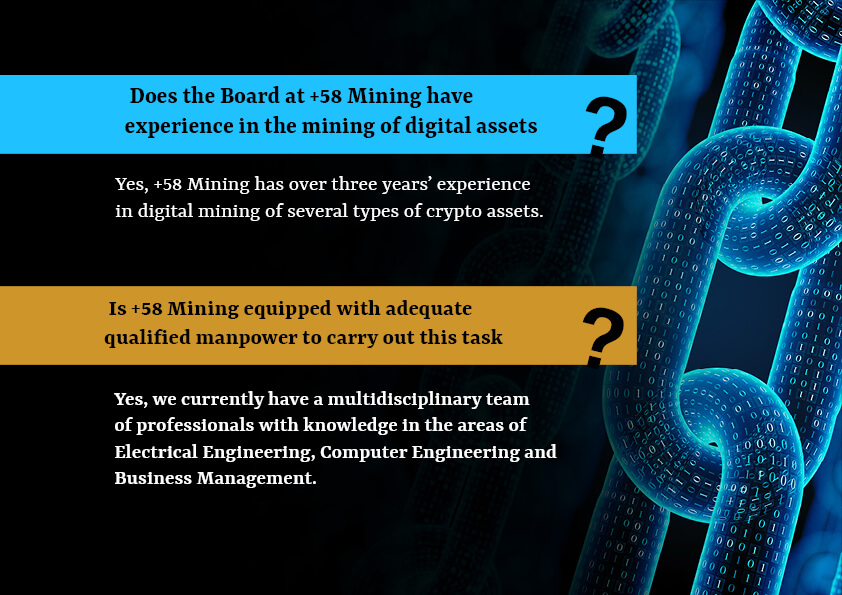 Does the Board at +58 Mining have
experience in the mining of digital assets
?
Yes, +58 Mining has over three years’ experience
in digital mining of several types of crypto assets.
Is +58 Mining equipped with adequate
qualified manpower to carry out this task
?
Yes, we currently have a multidisciplinary team
of professionals with knowledge in the areas of
Electrical Engineering, Computer Engineering and
Business Management.